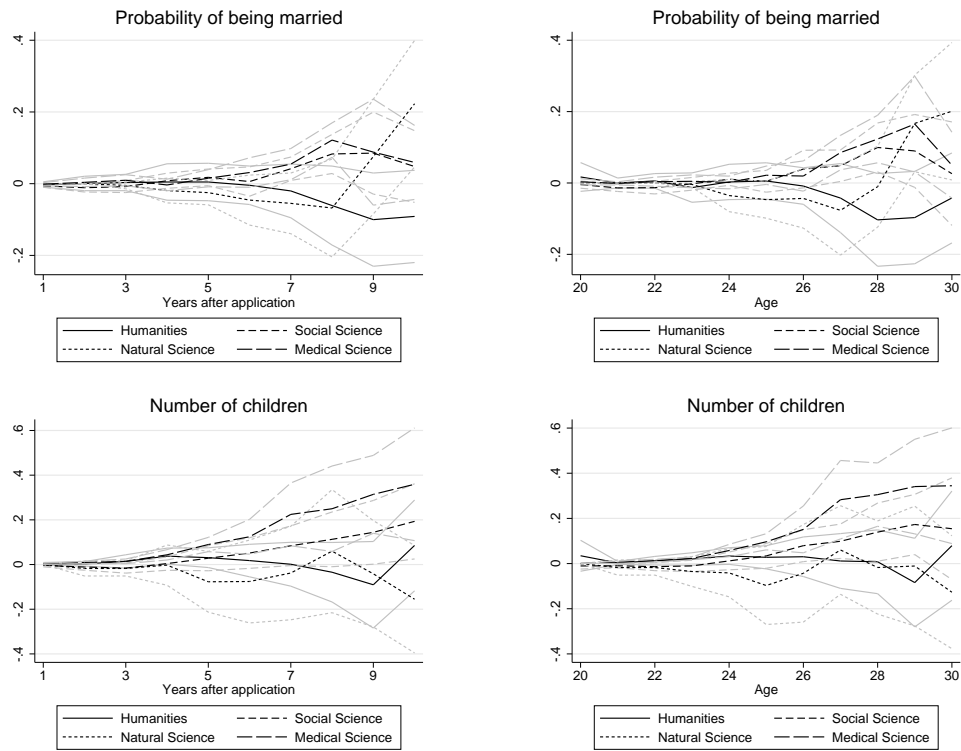 Probability of being married
.4
.2
0
-.2
1 3 5 7 9
Years after application
Humanities Social Science
Natural Science Medical Science
Probability of being married
.4
.2
0
-.2
20 22 24 26 28 30
Age
Humanities Social Science
Natural Science Medical Science
Number of children
.6
.4
.2
0
-.2
-.4
1 3 5 7 9
Years after application
Humanities Social Science
Natural Science Medical Science
Number of children
.6
.4
.2
0
-.2
-.4
20 22 24 26 28 30
Age
Humanities Social Science
Natural Science Medical Science